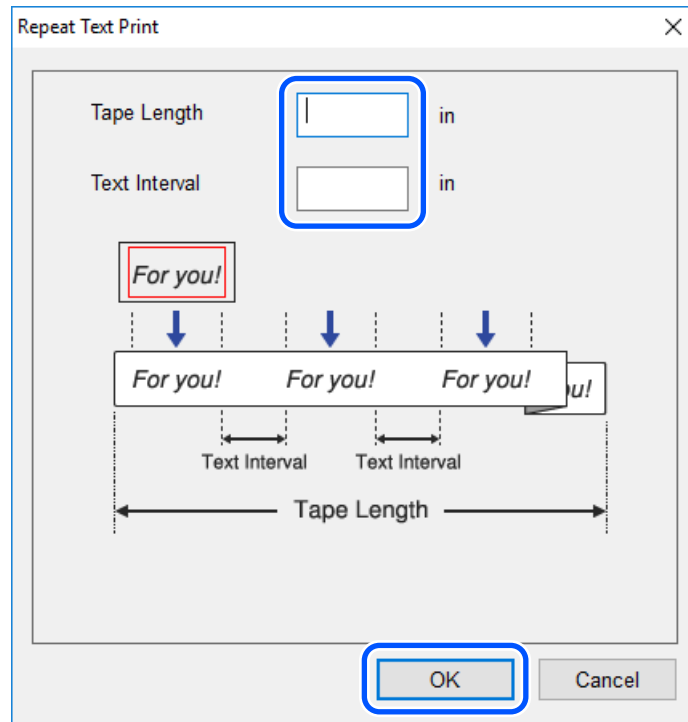 Repeat Text Print
Tape Length in
Text Interval in
For you!
For you! For you! For you! ou!
Text Interval Text Interval
Tape Length
OK Cancel